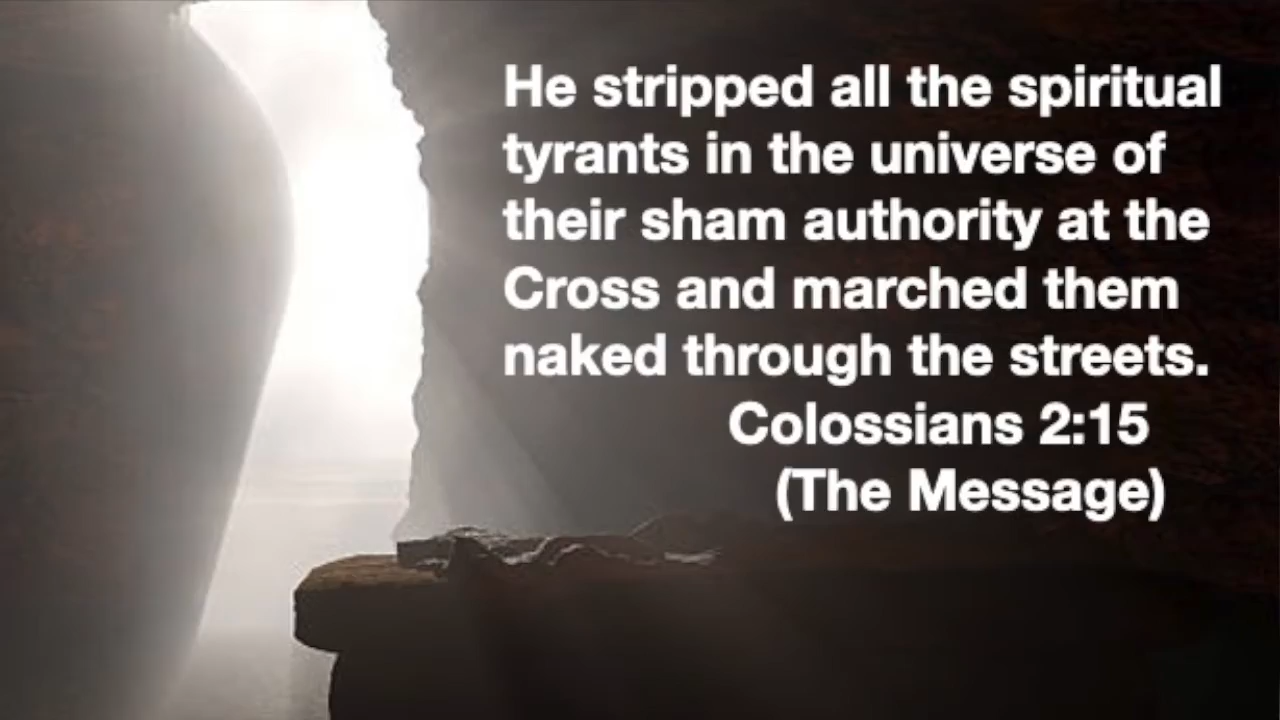 He stripped all the spiritual
tyrants in the universe of
their sham authority at the
Cross and marched them
naked through the streets.
Colossians 2:15
(The Message)